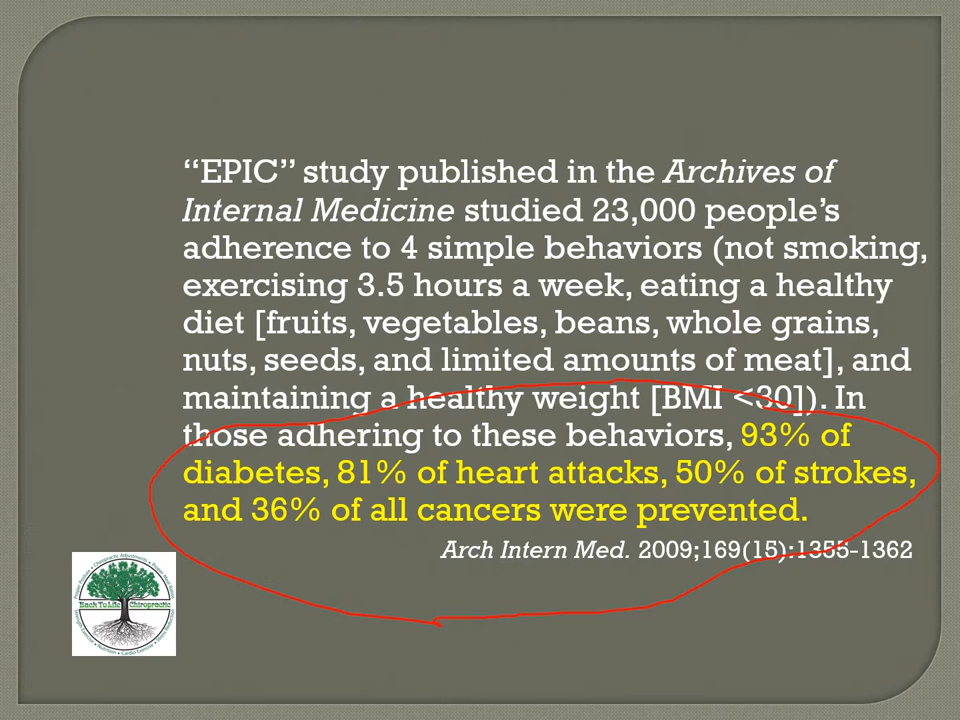 “EPIC” study published in the Archives of
Internal Medicine studied 23,000 people’s
adherence to 4 simple behaviors (not smoking,
exercising 3.5 hours a week, eating a healthy
diet [fruits, vegetables, beans, whole grains,
nuts, seeds, and limited amounts of meat], and
maintaining a healthy weight [BMI <30]). In
those adhering to these behaviors, 93% of
diabetes, 81% of heart attacks, 50% of strokes,
and 36% of all cancers were prevented.
Arch Intern Med. 2009;169(15):1355-1362
Back To Life Chiropractic